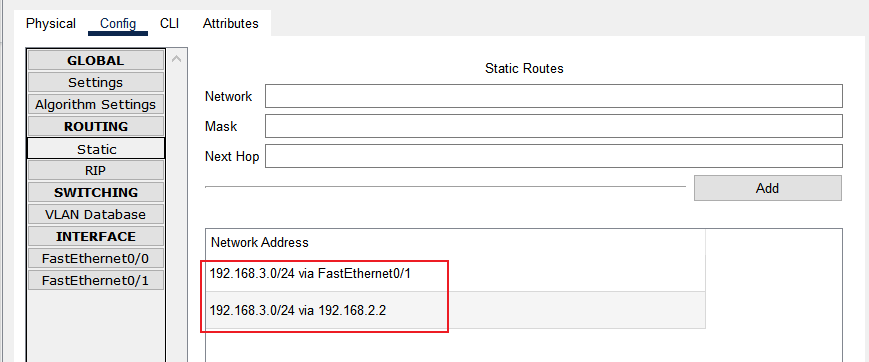 Physical Config CLI Attributes
GLOBAL
Settings
Algorithm Settings
ROUTING
Static
RIP
SWITCHING
VLAN Database
INTERFACE
FastEthernet0/0
FastEthernet0/1
Static Routes
Network
Mask
Next Hop
Add
Network Address
192.168.3.0/24 via FastEthernet0/1
192.168.3.0/24 via 192.168.2.2